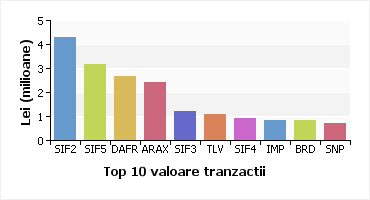 5
4
3
2
1
0
Lei (milioane)
SIF2 SIF5 DAFR ARAX SIF3 TLV SIF4 IMP BRD SNP
Top 10 valoare tranzactii